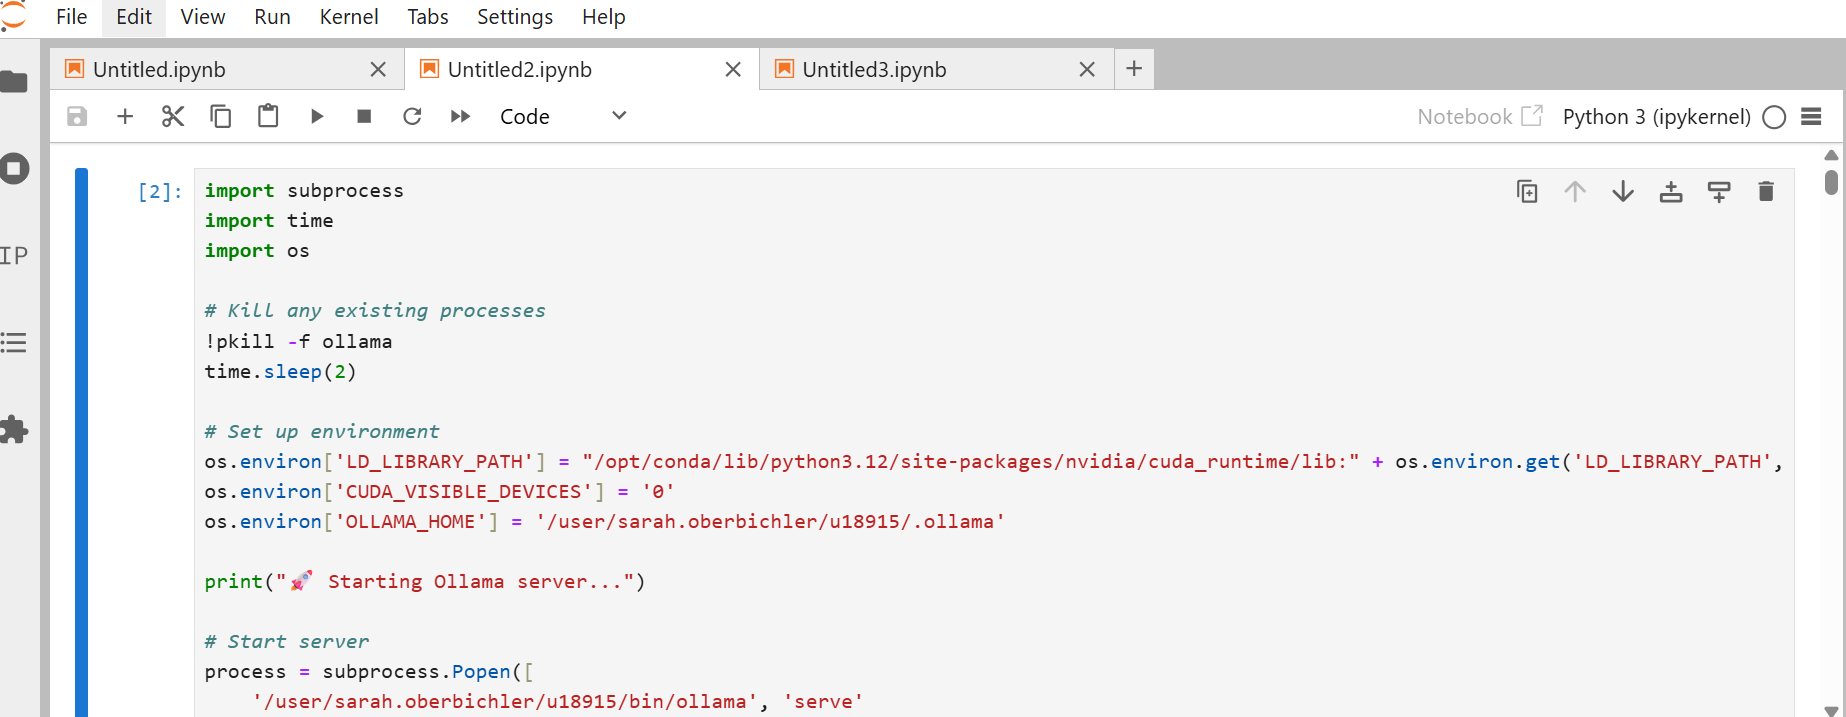 File Edit View Run Kernel Tabs Settings Help
Untitled.ipynb Untitled2.ipynb Untitled3.ipynb
Code Notebook Python 3 (ipykernel)
[2]: import subprocess
import time
import os
IP
# Kill any existing processes
!pkill -f ollama
time.sleep(2)
# Set up environment
os.environ['LD_LIBRARY_PATH'] = "/opt/conda/lib/python3.12/site-packages/nvidia/cuda_runtime/lib:" + os.environ.get('LD_LIBRARY_PATH',
os.environ['CUDA_VISIBLE_DEVICES'] = '0'
os.environ['OLLAMA_HOME'] = '/user/sarah.oberbichler/u18915/.ollama'
print("🚀 Starting Ollama server...")
# Start server
process = subprocess.Popen([
    '/user/sarah.oberbichler/u18915/bin/ollama', 'serve'